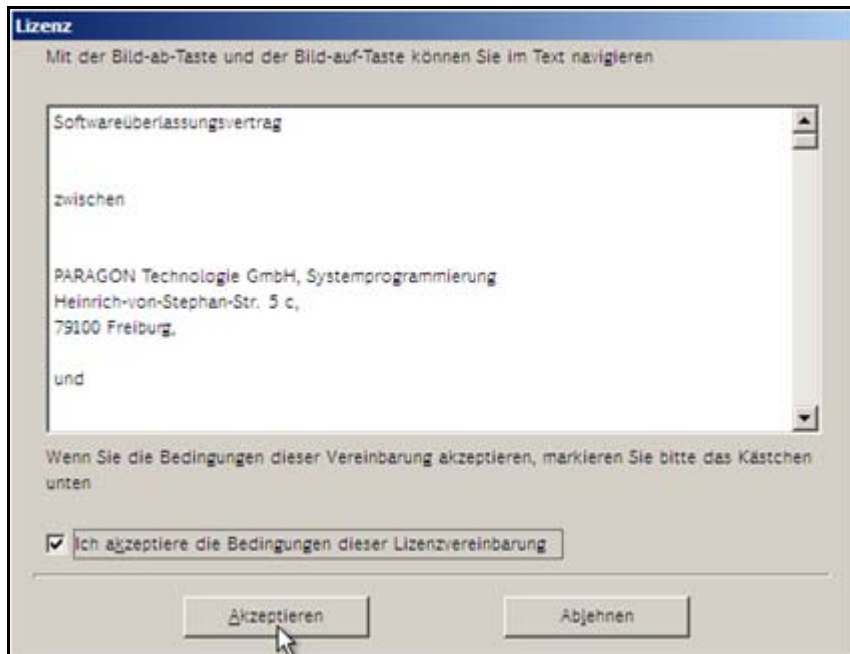 Lizenz
Mit der Bild-ab-Taste und der Bild-auf-Taste können Sie im Text navigieren
Softwareüberlassungsvertrag
zwischen
PARAGON Technologie GmbH, Systemprogrammierung
Heinrich-von-Stephan-Str. 5 c,
79100 Freiburg,
und
Wenn Sie die Bedingungen dieser Vereinbarung akzeptieren, markieren Sie bitte das Kästchen
unten
Ich akzeptiere die Bedingungen dieser Lizenzvereinbarung
Akzeptieren
Ablehnen